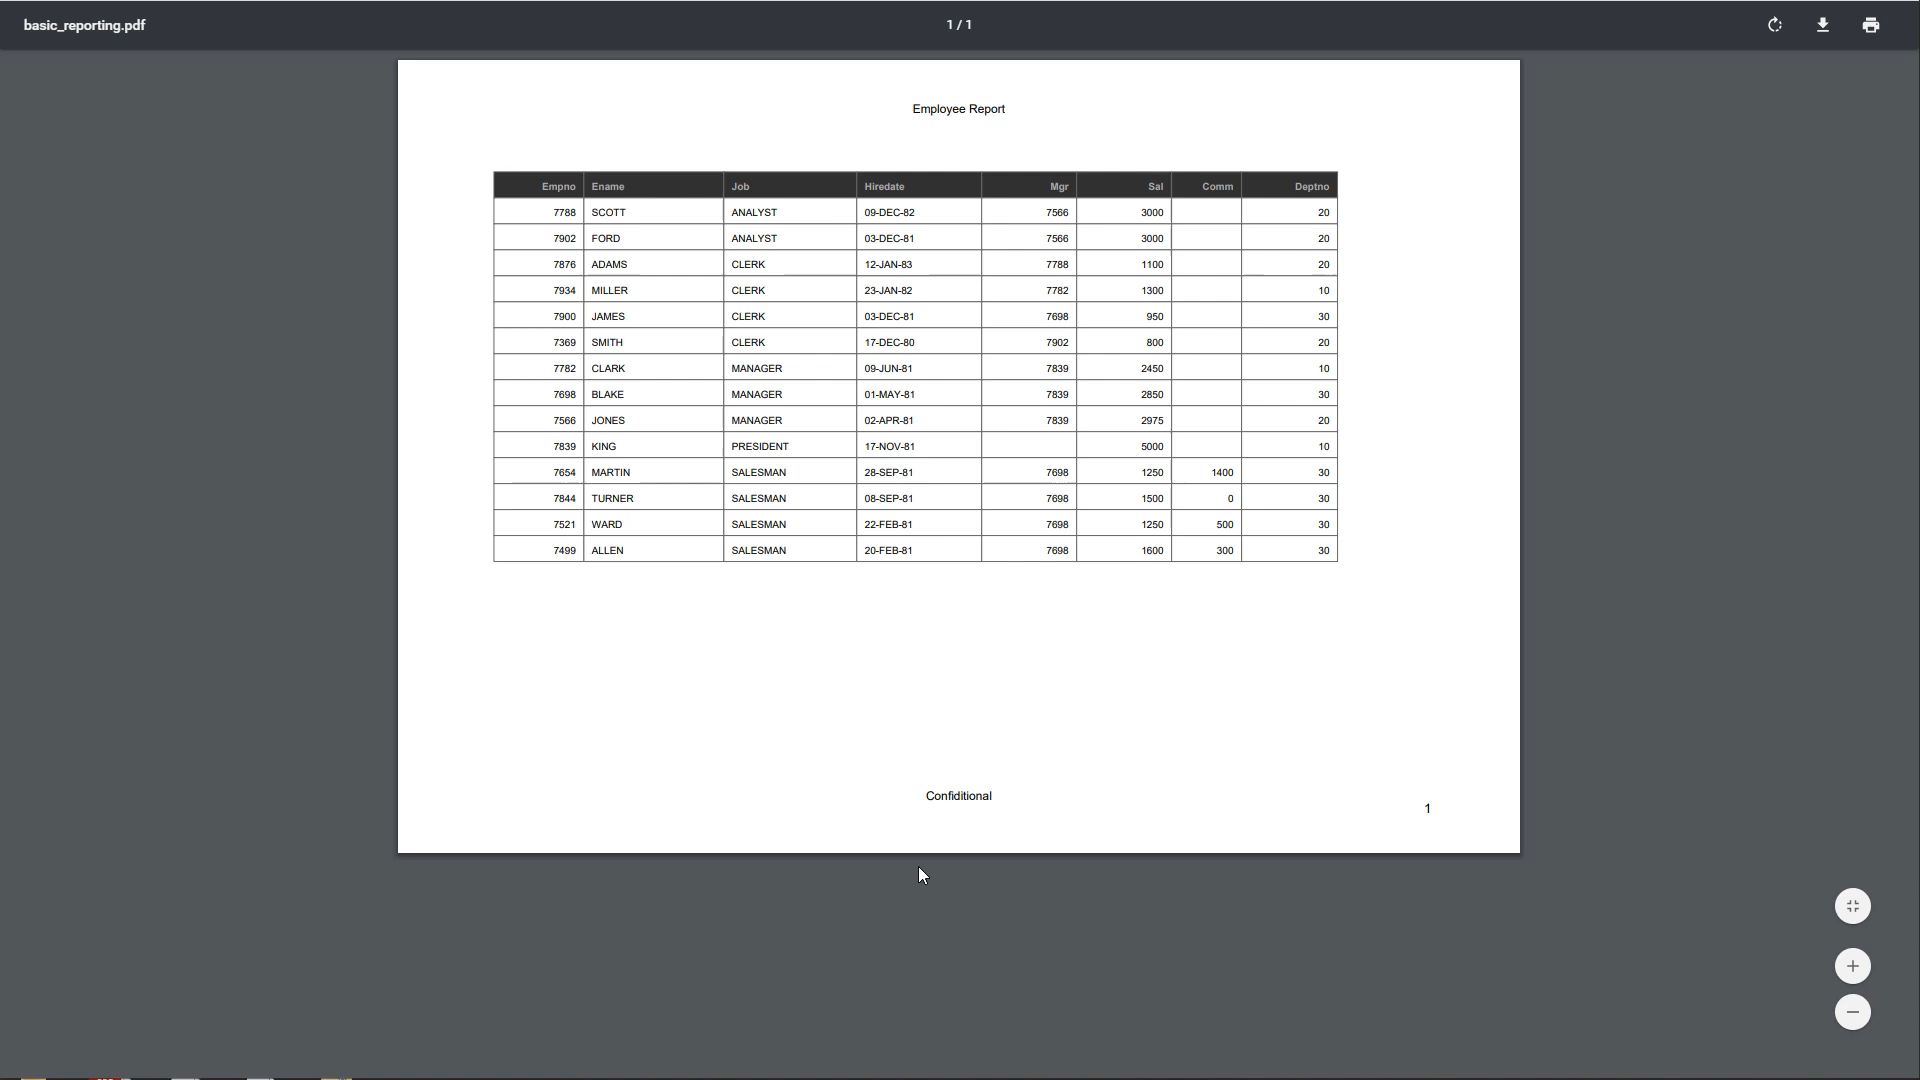 basic_reporting.pdf 1 / 1
Employee Report
Empno Ename Job Hiredate Mgr Sal Comm Deptno
7788 SCOTT ANALYST 09-DEC-82 7566 3000 20
7902 FORD ANALYST 03-DEC-81 7566 3000 20
7876 ADAMS CLERK 12-JAN-83 7788 1100 20
7934 MILLER CLERK 23-JAN-82 7782 1300 10
7900 JAMES CLERK 03-DEC-81 7698 950 30
7369 SMITH CLERK 17-DEC-80 7902 800 20
7782 CLARK MANAGER 09-JUN-81 7839 2450 10
7698 BLAKE MANAGER 01-MAY-81 7839 2850 30
7566 JONES MANAGER 02-APR-81 7839 2975 20
7839 KING PRESIDENT 17-NOV-81 5000 10
7654 MARTIN SALESMAN 28-SEP-81 7698 1250 1400 30
7844 TURNER SALESMAN 08-SEP-81 7698 1500 0 30
7521 WARD SALESMAN 22-FEB-81 7698 1250 500 30
7499 ALLEN SALESMAN 20-FEB-81 7698 1600 300 30
Confiditional
1